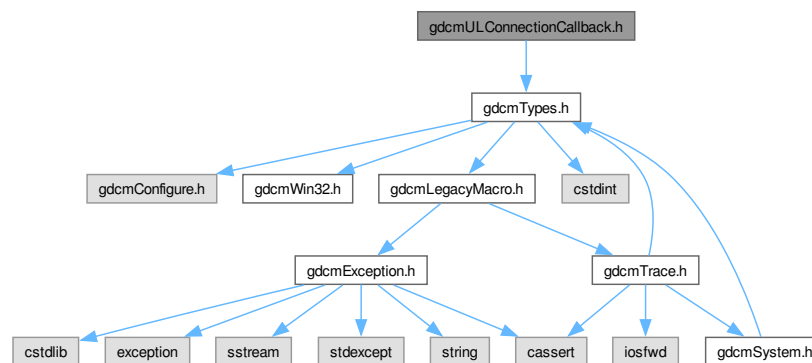 gdcmULConnectionCallback.h
gdcmTypes.h
gdcmConfigure.h
gdcmWin32.h
gdcmLegacyMacro.h
cstdint
gdcmException.h
gdcmTrace.h
cstdlib
exception
sstream
stdexcept
string
cassert
iosfwd
gdcmSystem.h